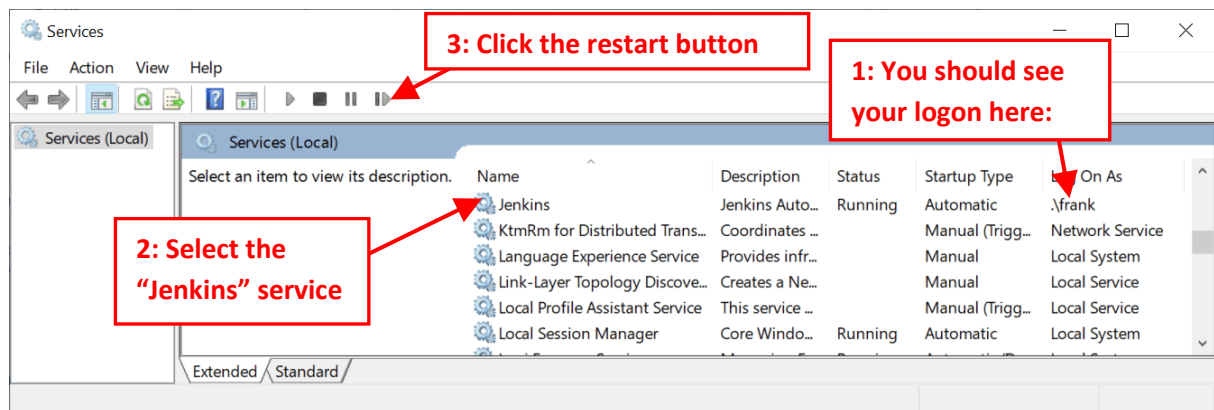 Services
3: Click the restart button
1: You should see
your logon here:
File Action View Help
Services (Local)
Services (Local)
Select an item to view its description.
Name Description Status Startup Type On As
Jenkins Jenkins Auto... Running Automatic .\frank
KtmRm for Distributed Trans... Coordinates ... Manual (Trigg... Network Service
Language Experience Service Provides infr... Manual Local System
Link-Layer Topology Discove... Creates a Ne... Manual Local Service
Local Profile Assistant Service This service ... Manual (Trigg... Local Service
Local Session Manager Core Windo... Running Automatic Local System
2: Select the
“Jenkins” service
Extended Standard